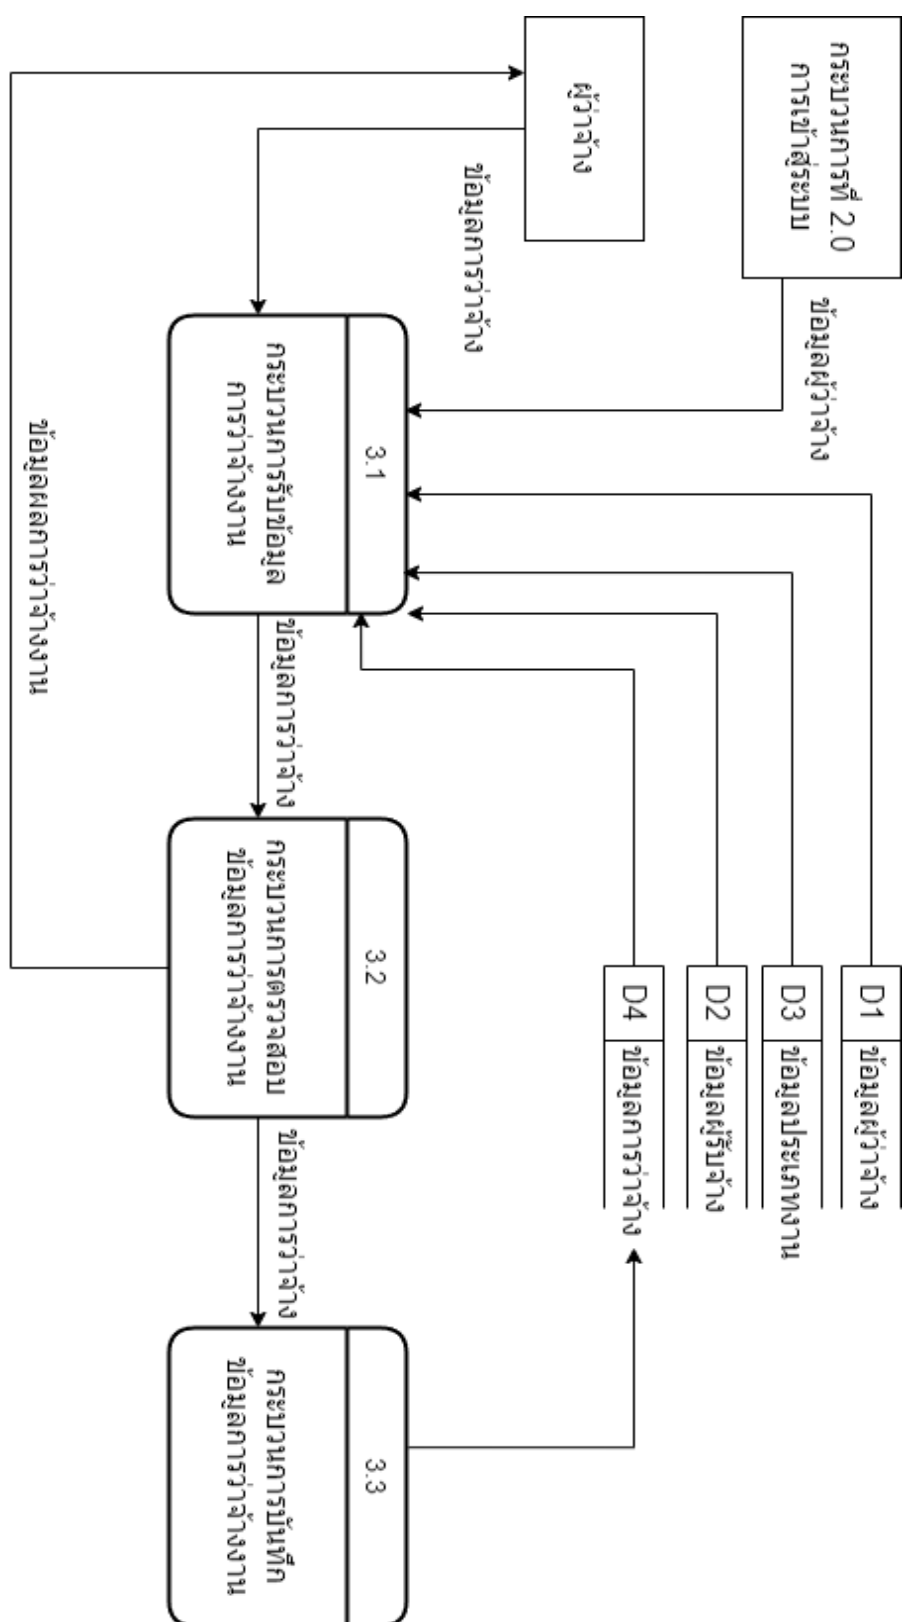 กระบวนการที่ 2.0
การเข้าสู่ระบบ
ข้อมูลผู้ว่าจ้าง
D1 ข้อมูลผู้ว่าจ้าง
D3 ข้อมูลประเภทงาน
D2 ข้อมูลผู้รับจ้าง
D4 ข้อมูลการว่าจ้าง
ผู้ว่าจ้าง
ข้อมูลการว่าจ้าง
3.1
กระบวนการรับข้อมูล
การว่าจ้างงาน
ข้อมูลการว่าจ้าง
3.2
กระบวนการตรวจสอบ
ข้อมูลการว่าจ้างงาน
ข้อมูลการว่าจ้าง
3.3
กระบวนการบันทึก
ข้อมูลการว่าจ้างงาน
ข้อมูลผลการว่าจ้างงาน